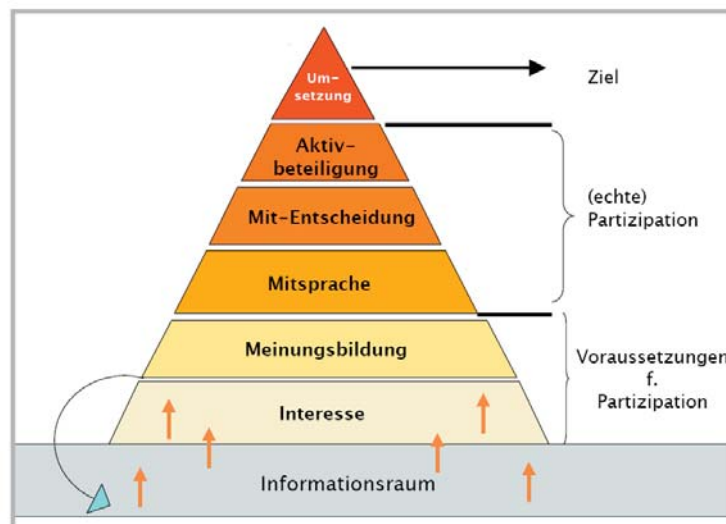 Um-
setzung
Ziel
Aktiv-
beteiligung
Mit-Entscheidung
(echte)
Partizipation
Mitsprache
Meinungsbildung
Interesse
Voraussetzungen
f.
Partizipation
Informationsraum